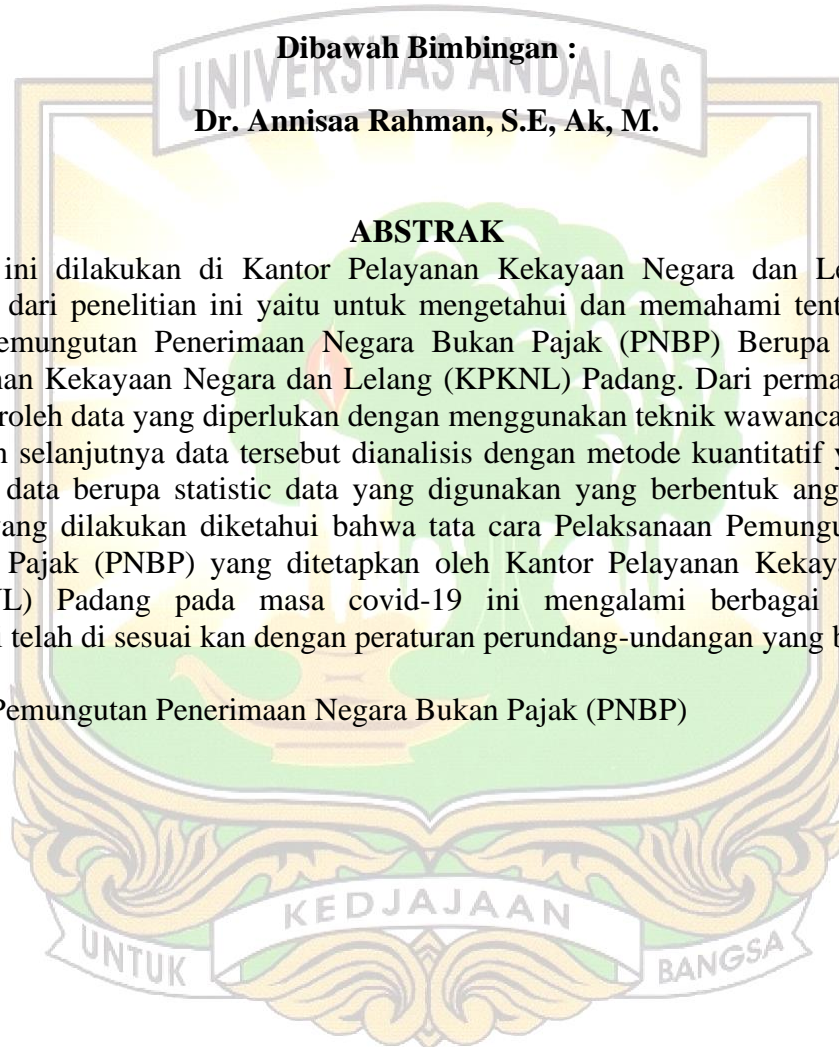 Dibawah Bimbingan :
UNIVERSITAS ANDALAS
Dr. Annisaa Rahman, S.E, Ak, M.
ABSTRAK
ini dilakukan di Kantor Pelayanan Kekayaan Negara dan Le
dari penelitian ini yaitu untuk mengetahui dan memahami tent
emungutan Penerimaan Negara Bukan Pajak (PNBP) Berupa
nan Kekayaan Negara dan Lelang (KPKNL) Padang. Dari perma
roleh data yang diperlukan dengan menggunakan teknik wawanca
n selanjutnya data tersebut dianalisis dengan metode kuantitatif y
data berupa statistic data yang digunakan yang berbentuk ang
yang dilakukan diketahui bahwa tata cara Pelaksanaan Pemungu
Pajak (PNBP) yang ditetapkan oleh Kantor Pelayanan Kekaya
NL) Padang pada masa covid-19 ini mengalami berbagai
i telah di sesuai kan dengan peraturan perundang-undangan yang b
Pemungutan Penerimaan Negara Bukan Pajak (PNBP)
KEDJAJAAN
UNTUK BANGSA